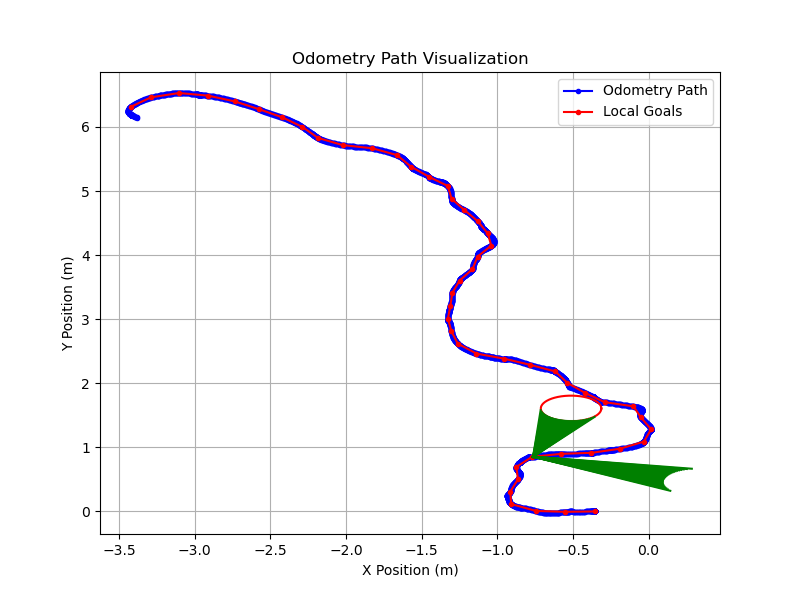 Odometry Path Visualization
Odometry Path
Local Goals
Y Position (m)
6
5
4
3
2
1
0
−3.5 −3.0 −2.5 −2.0 −1.5 −1.0 −0.5 0.0
X Position (m)